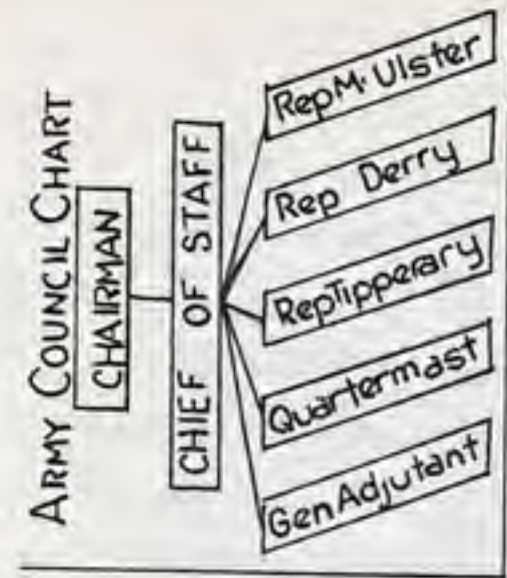 ARMY COUNCIL CHART
CHAIRMAN
CHIEF OF STAFF
GenAdjutant
Quartermast
RepTipperary
Rep Derry
RepM. Ulster